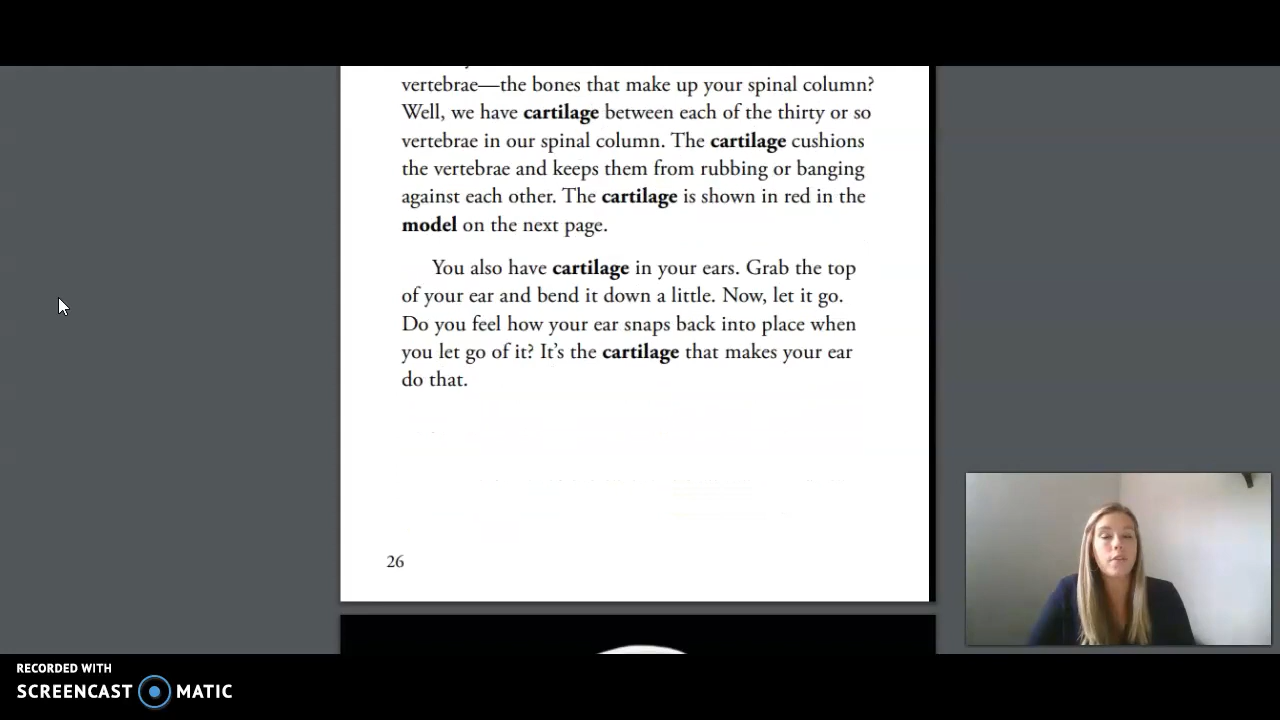 vertebrae—the bones that make up your spinal column?
Well, we have cartilage between each of the thirty or so
vertebrae in our spinal column. The cartilage cushions
the vertebrae and keeps them from rubbing or banging
against each other. The cartilage is shown in red in the
model on the next page.
You also have cartilage in your ears. Grab the top
of your ear and bend it down a little. Now, let it go.
Do you feel how your ear snaps back into place when
you let go of it? It’s the cartilage that makes your ear
do that.
26
RECORDED WITH
SCREENCAST MATIC